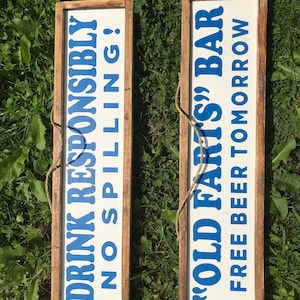 DRINK RESPONSIBLY
NO SPILLING!
"OLD FARTS" BAR
FREE BEER TOMORROW